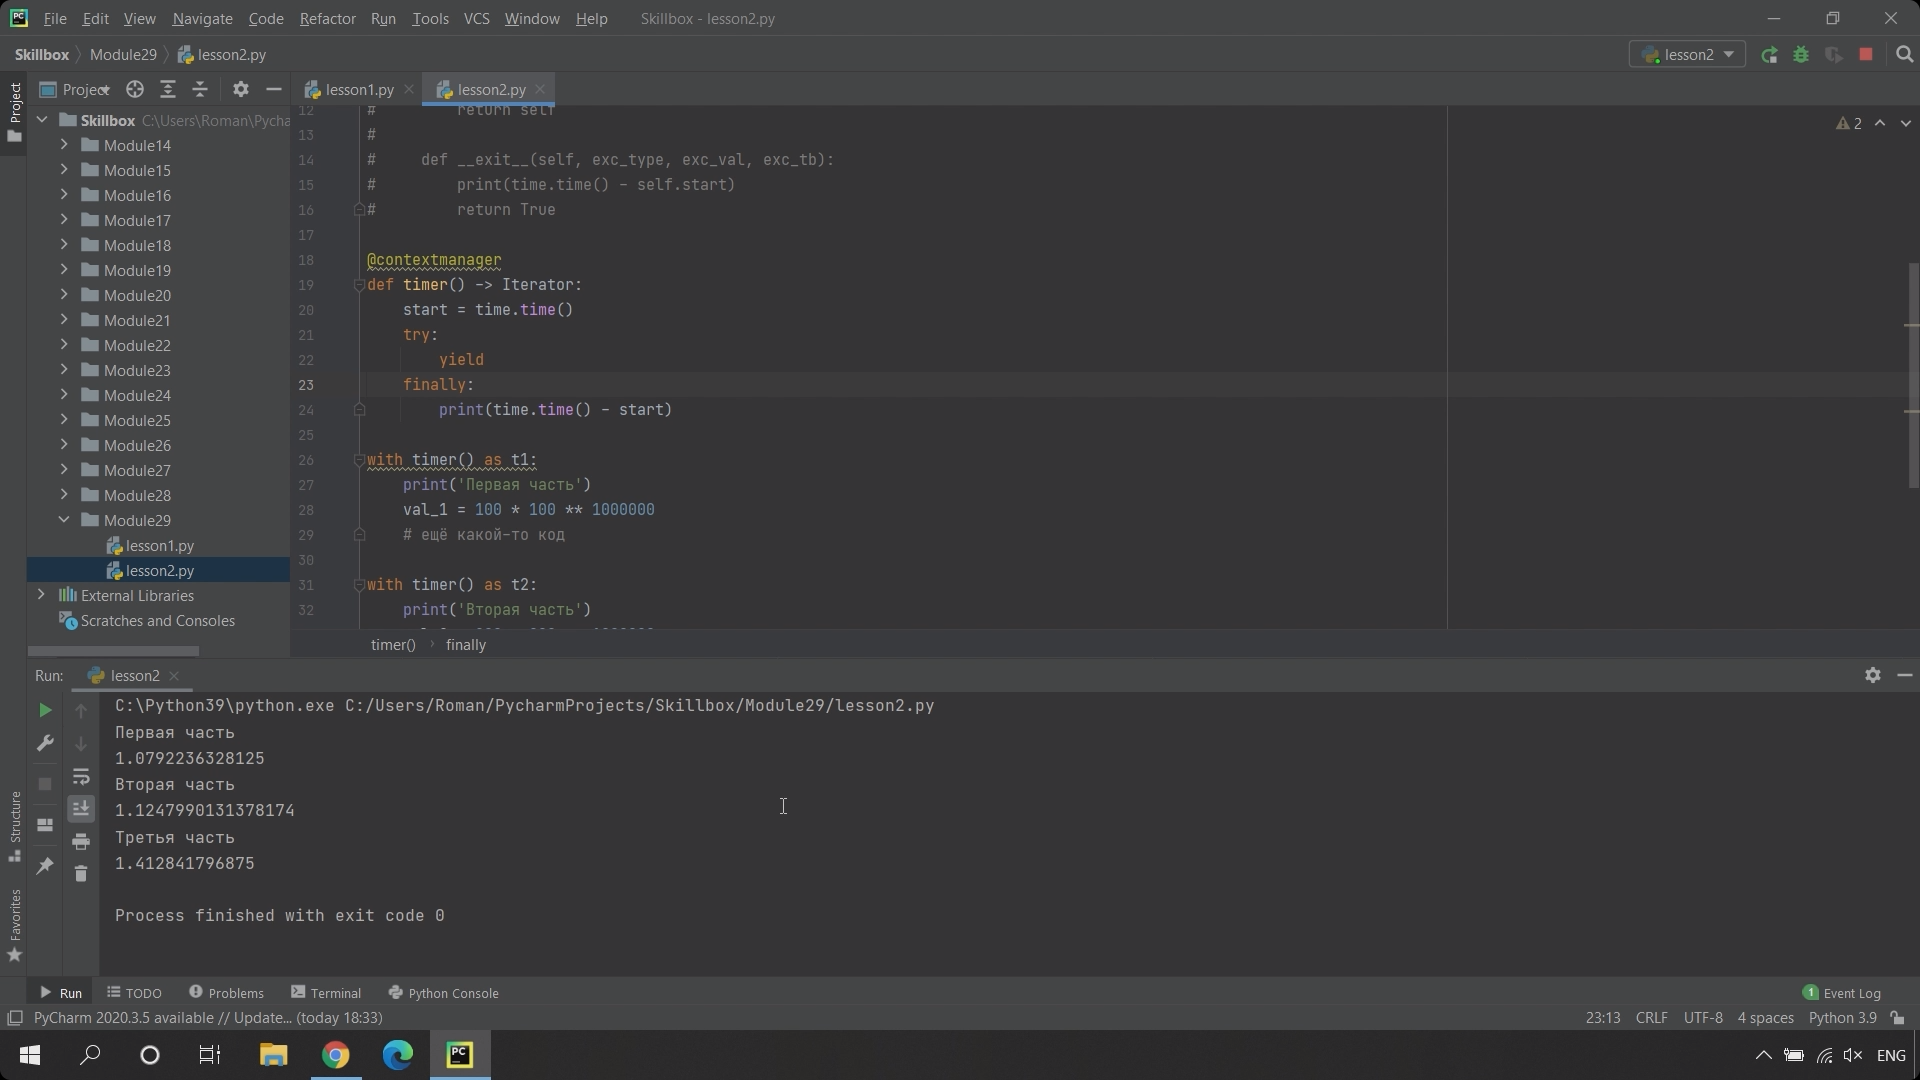 File Edit View Navigate Code Refactor Run Tools VCS Window Help Skillbox - lesson2.py
Skillbox Module29 lesson2.py lesson2
Project lesson1.py lesson2.py
Project
Skillbox C:\Users\Roman\Pycha
Module14
Module15
Module16
Module17
Module18
Module19
Module20
Module21
Module22
Module23
Module24
Module25
Module26
Module27
Module28
Module29
lesson1.py
lesson2.py
External Libraries
Scratches and Consoles
2
12 # return self
13 #
14 # def __exit__(self, exc_type, exc_val, exc_tb):
15 # print(time.time() - self.start)
16 # return True
17
18 @contextmanager
19 def timer() -> Iterator:
20 start = time.time()
21 try:
22 yield
23 finally:
24 print(time.time() - start)
25
26 with timer() as t1:
27 print('Первая часть')
28 val_1 = 100 * 100 ** 1000000
29 # ещё какой-то код
30
31 with timer() as t2:
32 print('Вторая часть')
timer() finally
Run: lesson2
C:\Python39\python.exe C:/Users/Roman/PycharmProjects/Skillbox/Module29/lesson2.py
Первая часть
1.0792236328125
Вторая часть
1.1247990131378174
Третья часть
1.412841796875
Process finished with exit code 0
Structure
Favorites
Run TODO Problems Terminal Python Console 1 Event Log
PyCharm 2020.3.5 available // Update... (today 18:33) 23:13 CRLF UTF-8 4 spaces Python 3.9
PC ENG